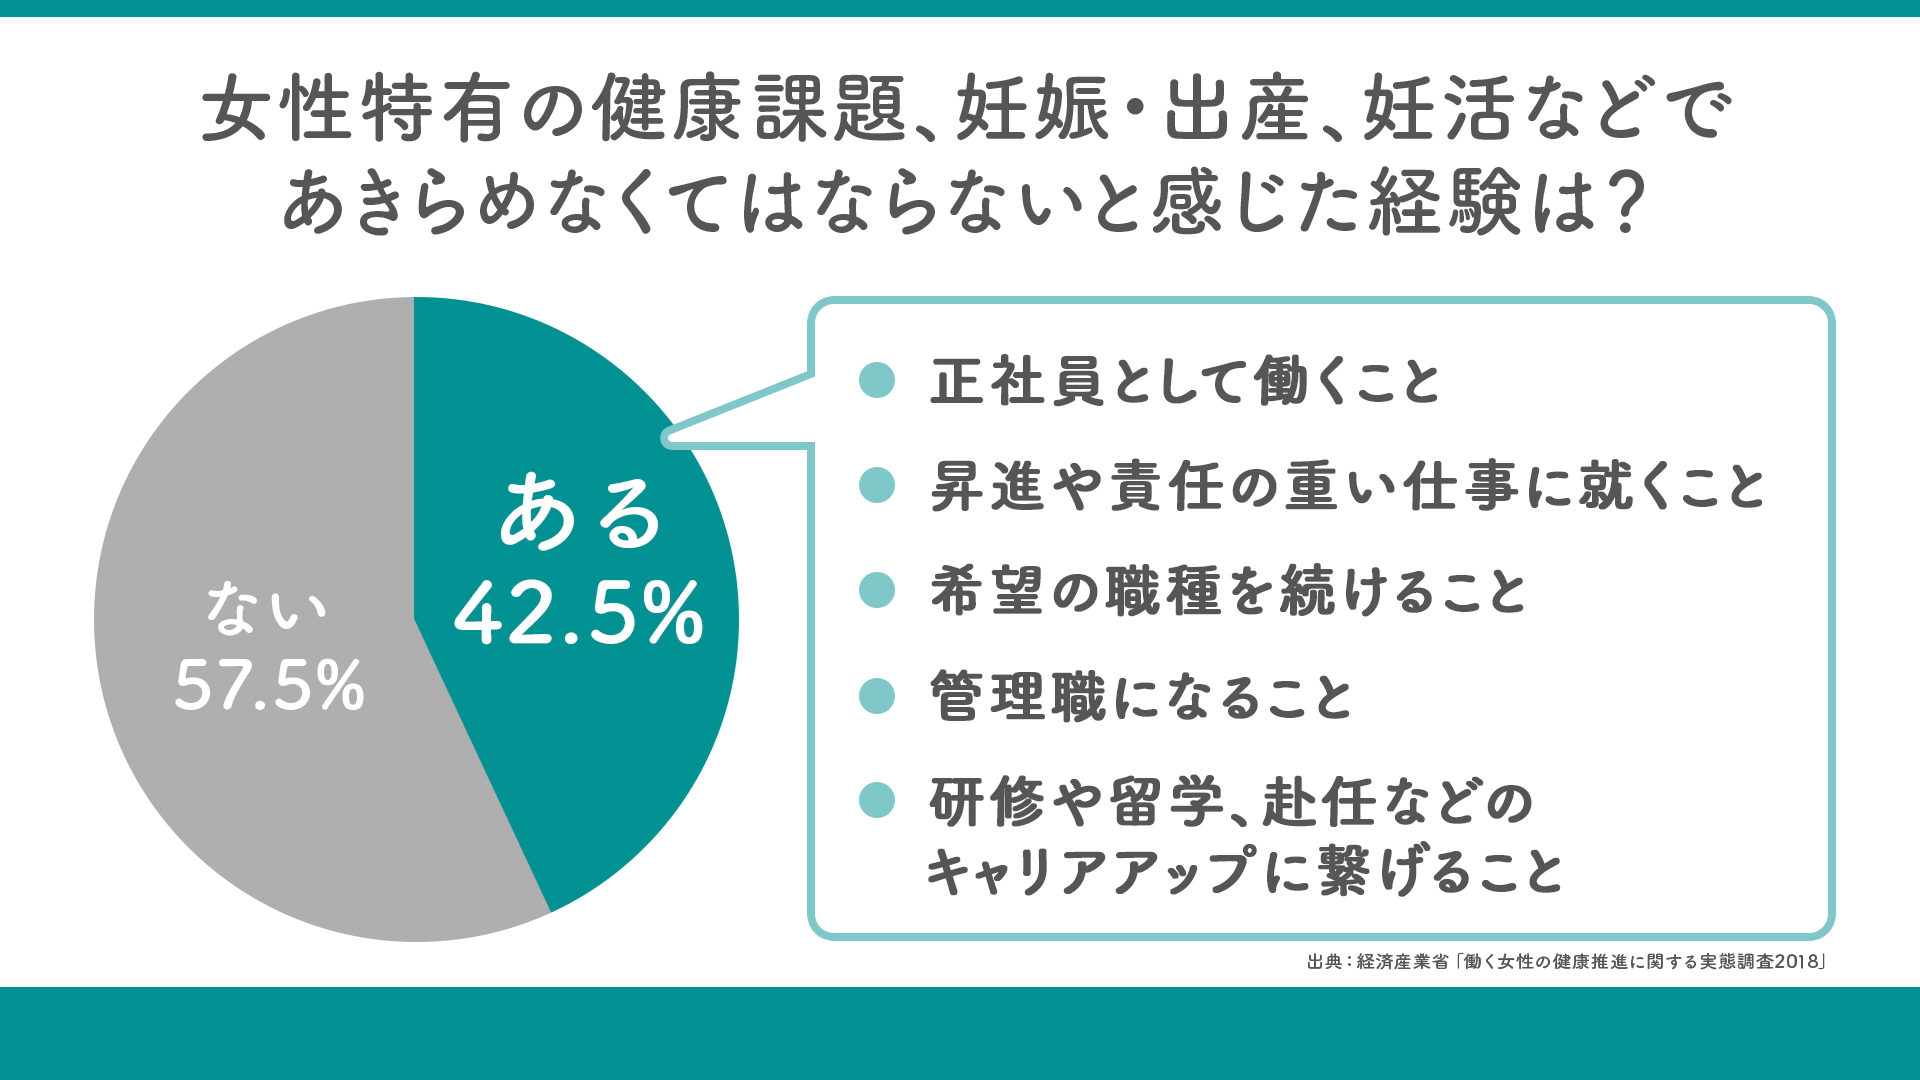 女性特有の健康課題、妊娠・出産、妊活などで
あきらめなくてはならないと感じた経験は？
ある
42.5%
ない
57.5%
正社員として働くこと
昇進や責任の重い仕事に就くこと
希望の職種を続けること
管理職になること
研修や留学、赴任などの
キャリアアップに繋げること
出典：経済産業省「働く女性の健康推進に関する実態調査2018」